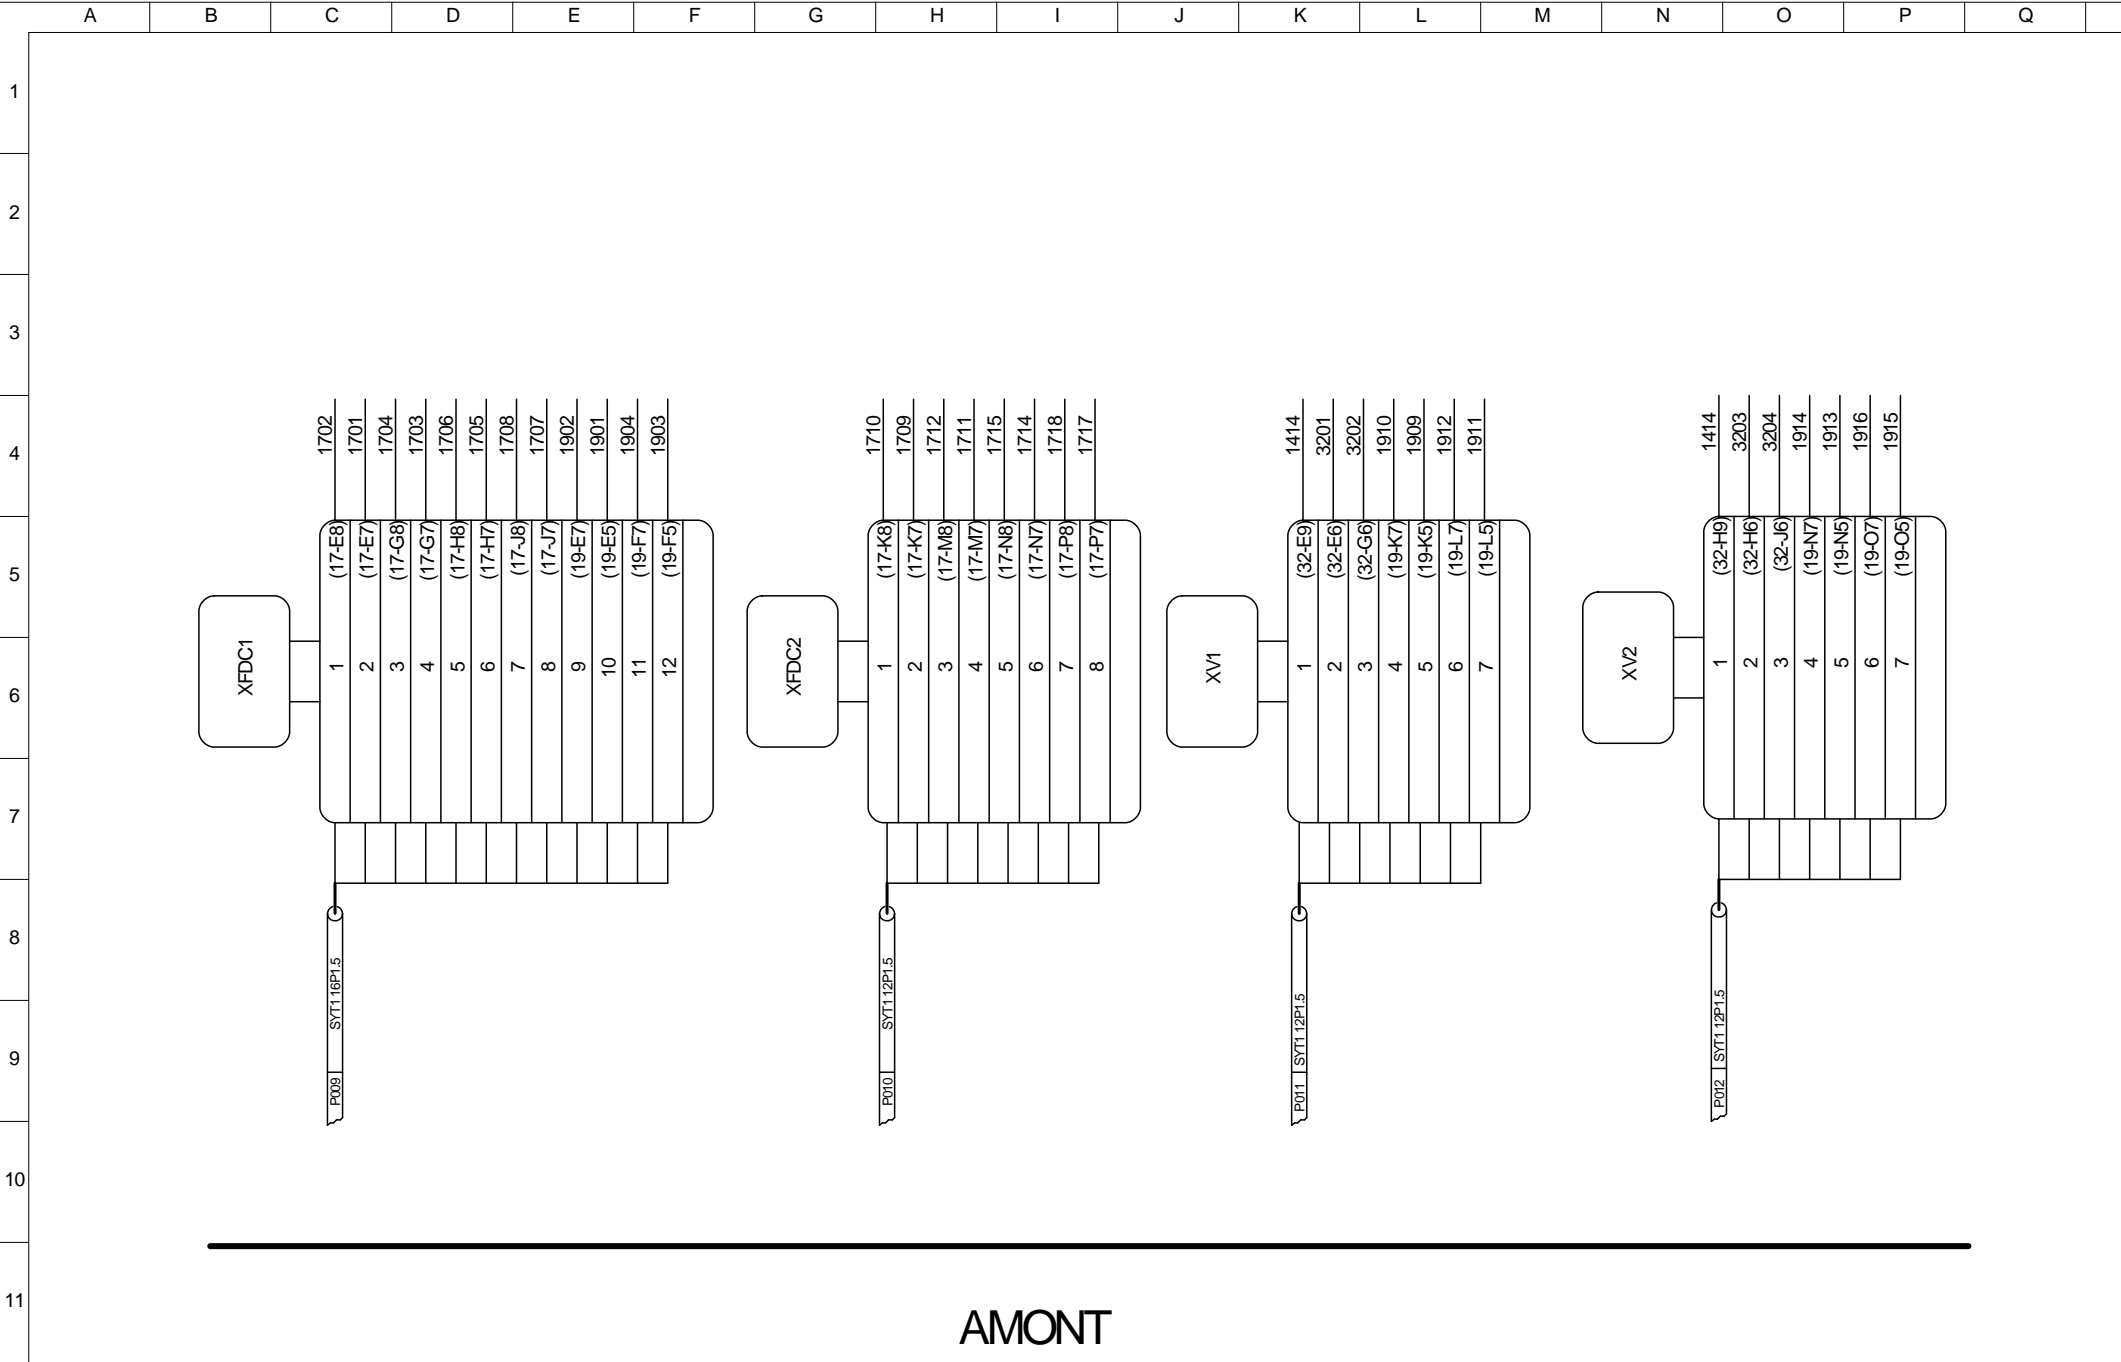 A B C D E F G H I J K L M N O P Q
1
2
3
4
5
6
7
8
9
10
11
XFDC1
1702 1701 1704 1703 1706 1705 1708 1707 1902 1901 1904 1903
(17-E8) (17-E7) (17-G8) (17-G7) (17-H8) (17-H7) (17-J8) (17-J7) (19-E7) (19-E5) (19-F7) (19-F5)
1 2 3 4 5 6 7 8 9 10 11 12
SYT1 16P1.5
P009
XFDC2
1710 1709 1712 1711 1715 1714 1718 1717
(17-K8) (17-K7) (17-M8) (17-M7) (17-N8) (17-N7) (17-P8) (17-P7)
1 2 3 4 5 6 7 8
SYT1 12P1.5
P010
XV1
1414 3201 3202 1910 1909 1912 1911
(32-E9) (32-E6) (32-G6) (19-K7) (19-K5) (19-L7) (19-L5)
1 2 3 4 5 6 7
SYT1 12P1.5
P011
XV2
1414 3203 3204 1914 1913 1916 1915
(32-H9) (32-H6) (32-J6) (19-N7) (19-N5) (19-O7) (19-O5)
1 2 3 4 5 6 7
SYT1 12P1.5
P012
AMONT